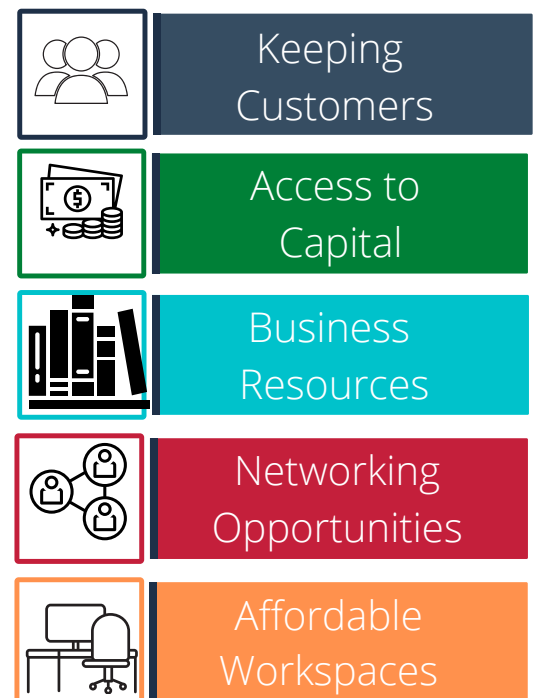 Keeping
Customers
Access to
Capital
Business
Resources
Networking
Opportunities
Affordable
Workspaces